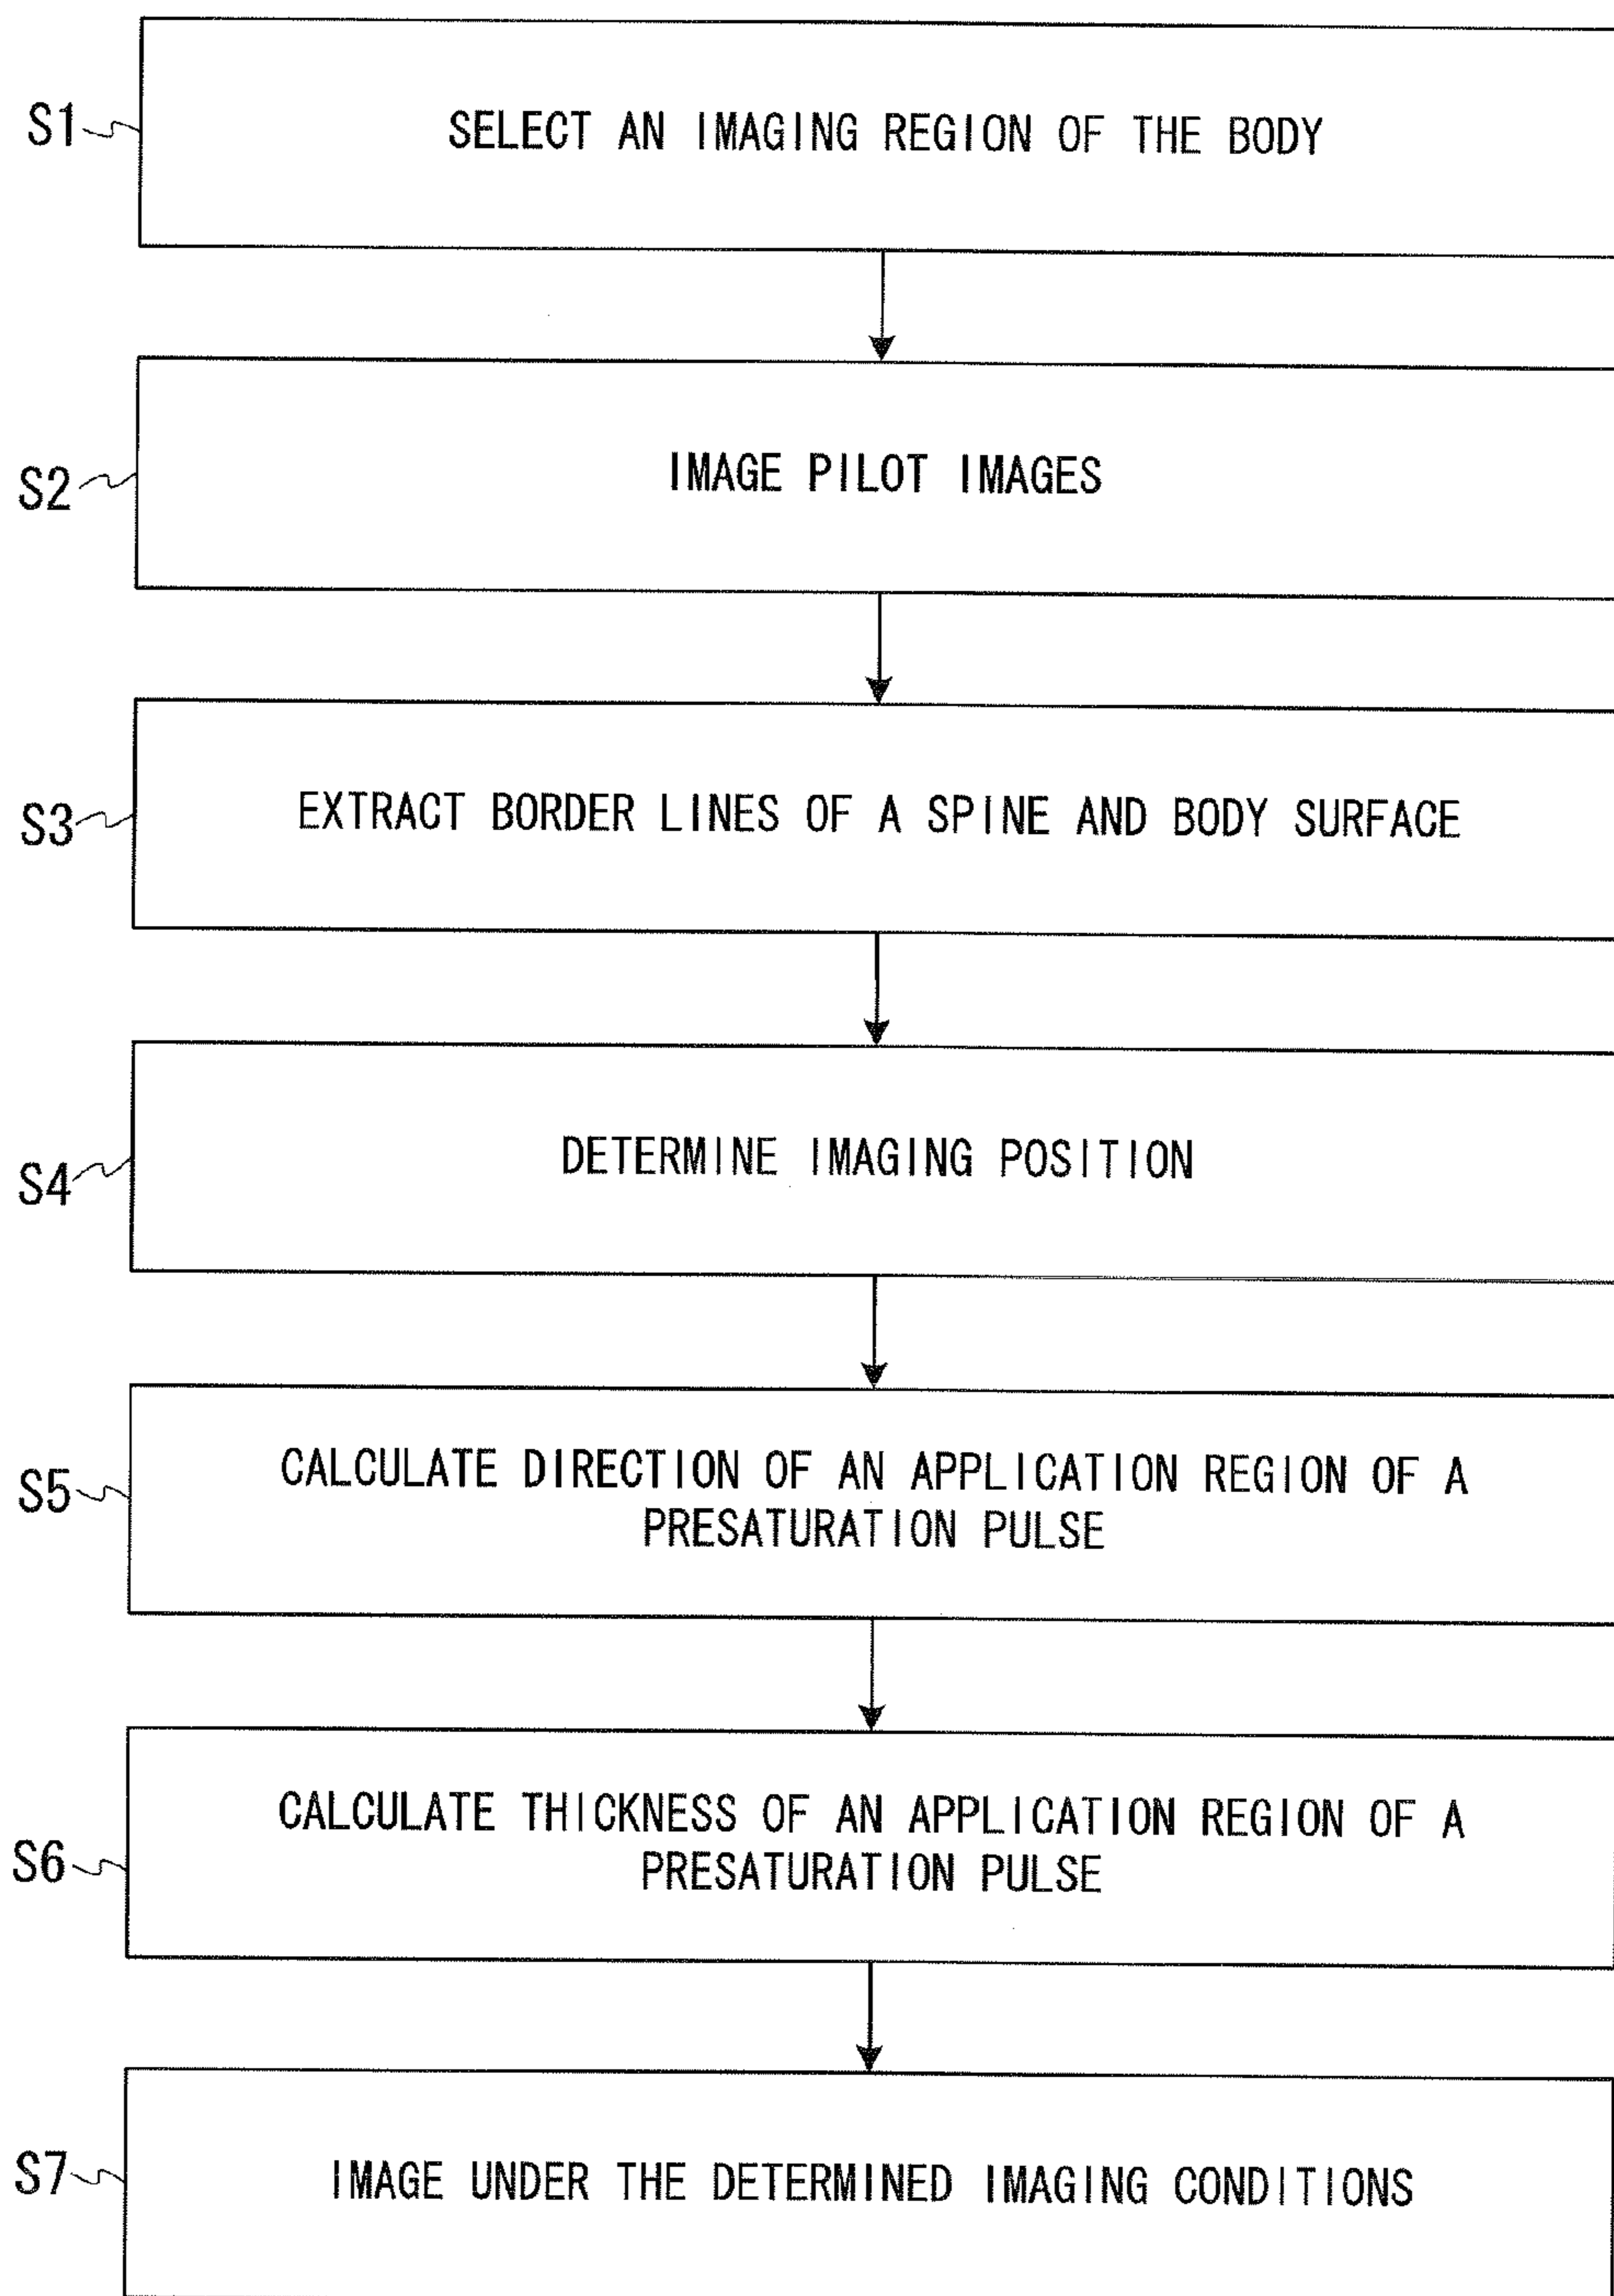 S1
SELECT AN IMAGING REGION OF THE BODY
S2
IMAGE PILOT IMAGES
S3
EXTRACT BORDER LINES OF A SPINE AND BODY SURFACE
S4
DETERMINE IMAGING POSITION
S5
CALCULATE DIRECTION OF AN APPLICATION REGION OF A
PRESATURATION PULSE
S6
CALCULATE THICKNESS OF AN APPLICATION REGION OF A
PRESATURATION PULSE
S7
IMAGE UNDER THE DETERMINED IMAGING CONDITIONS